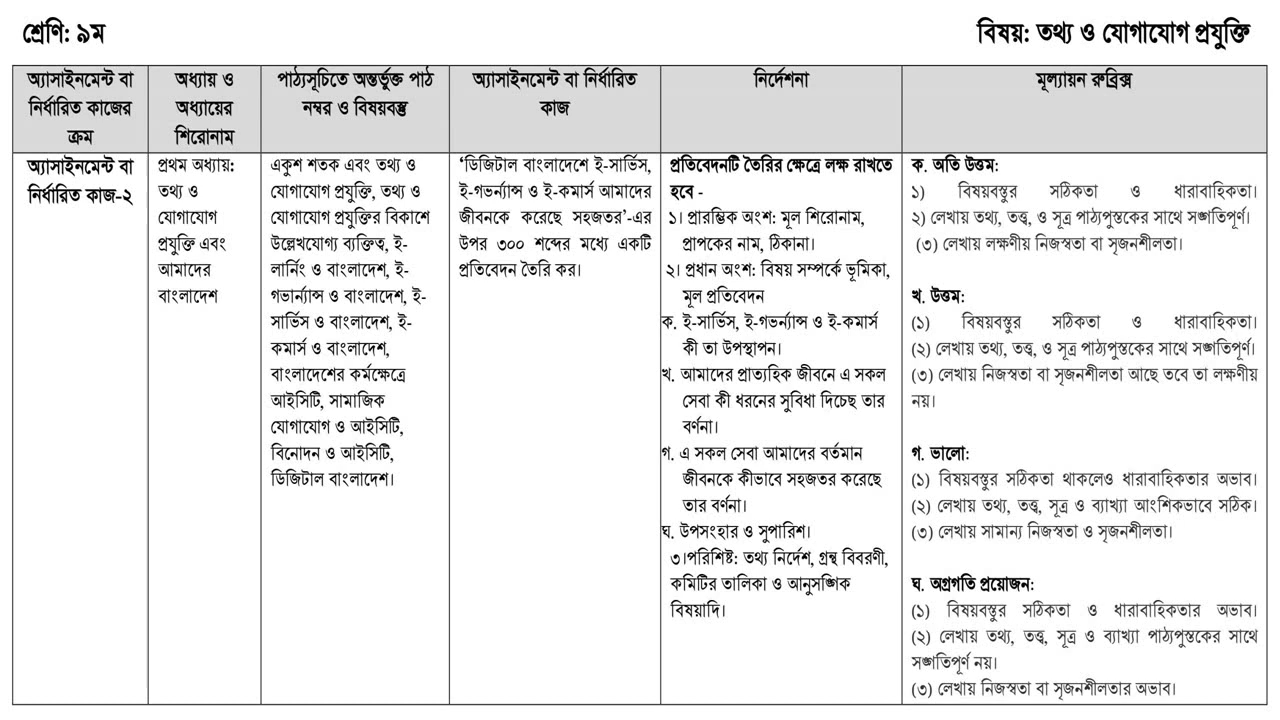 শ্রেণি: ৯ম
বিষয়: তথ্য ও যোগাযোগ প্রযুক্তি
অ্যাসাইনমেন্ট বা
নির্ধারিত কাজের
ক্রম
অধ্যায় ও
অধ্যায়ের
শিরোনাম
পাঠ্যসূচিতে অন্তর্ভুক্ত পাঠ
নম্বর ও বিষয়বস্তু
অ্যাসাইনমেন্ট বা নির্ধারিত
কাজ
নির্দেশনা
মূল্যায়ন রুব্রিক্স
অ্যাসাইনমেন্ট বা
নির্ধারিত কাজ-২
প্রথম অধ্যায়:
তথ্য ও
যোগাযোগ
প্রযুক্তি এবং
আমাদের
বাংলাদেশ
একুশ শতক এবং তথ্য ও
যোগাযোগ প্রযুক্তি, তথ্য ও
যোগাযোগ প্রযুক্তির বিকাশে
উল্লেখযোগ্য ব্যক্তিত্ব, ই-
লার্নিং ও বাংলাদেশ, ই-
গভার্ন্যান্স ও বাংলাদেশ, ই-
সার্ভিস ও বাংলাদেশ, ই-
কমার্স ও বাংলাদেশ,
বাংলাদেশের কর্মক্ষেত্রে
আইসিটি, সামাজিক
যোগাযোগ ও আইসিটি,
বিনোদন ও আইসিটি,
ডিজিটাল বাংলাদেশ।
‘ডিজিটাল বাংলাদেশে ই-সার্ভিস,
ই-গভর্ন্যান্স ও ই-কমার্স আমাদের
জীবনকে করেছে সহজতর’-এর
উপর ৩০০ শব্দের মধ্যে একটি
প্রতিবেদন তৈরি কর।
প্রতিবেদনটি তৈরির ক্ষেত্রে লক্ষ রাখতে
হবে -
১। প্রারম্ভিক অংশ: মূল শিরোনাম,
প্রাপকের নাম, ঠিকানা।
২। প্রধান অংশ: বিষয় সম্পর্কে ভূমিকা,
মূল প্রতিবেদন
ক. ই-সার্ভিস, ই-গভর্ন্যান্স ও ই-কমার্স
কী তা উপস্থাপন।
খ. আমাদের প্রাত্যহিক জীবনে এ সকল
সেবা কী ধরনের সুবিধা দিচ্ছে তার
বর্ণনা।
গ. এ সকল সেবা আমাদের বর্তমান
জীবনকে কীভাবে সহজতর করেছে
তার বর্ণনা।
ঘ. উপসংহার ও সুপারিশ।
৩।পরিশিষ্ট: তথ্য নির্দেশ, গ্রন্থ বিবরণী,
কমিটির তালিকা ও আনুসঙ্গিক
বিষয়াদি।
ক. অতি উত্তম:
১) বিষয়বস্তুর সঠিকতা ও ধারাবাহিকতা।
২) লেখায় তথ্য, তত্ত্ব, ও সূত্র পাঠ্যপুস্তকের সাথে সঙ্গতিপূর্ণ।
(৩) লেখায় লক্ষণীয় নিজস্বতা বা সৃজনশীলতা।
খ. উত্তম:
(১) বিষয়বস্তুর সঠিকতা ও ধারাবাহিকতা।
(২) লেখায় তথ্য, তত্ত্ব, ও সূত্র পাঠ্যপুস্তকের সাথে সঙ্গতিপূর্ণ।
(৩) লেখায় নিজস্বতা বা সৃজনশীলতা আছে তবে তা লক্ষণীয়
নয়।
গ. ভালো:
(১) বিষয়বস্তুর সঠিকতা থাকলেও ধারাবাহিকতার অভাব।
(২) লেখায় তথ্য, তত্ত্ব, সূত্র ও ব্যাখ্যা আংশিকভাবে সঠিক।
(৩) লেখায় সামান্য নিজস্বতা ও সৃজনশীলতা।
ঘ. অগ্রগতি প্রয়োজন:
(১) বিষয়বস্তুর সঠিকতা ও ধারাবাহিকতার অভাব।
(২) লেখায় তথ্য, তত্ত্ব, সূত্র ও ব্যাখ্যা পাঠ্যপুস্তকের সাথে
সঙ্গতিপূর্ণ নয়।
(৩) লেখায় নিজস্বতা বা সৃজনশীলতার অভাব।